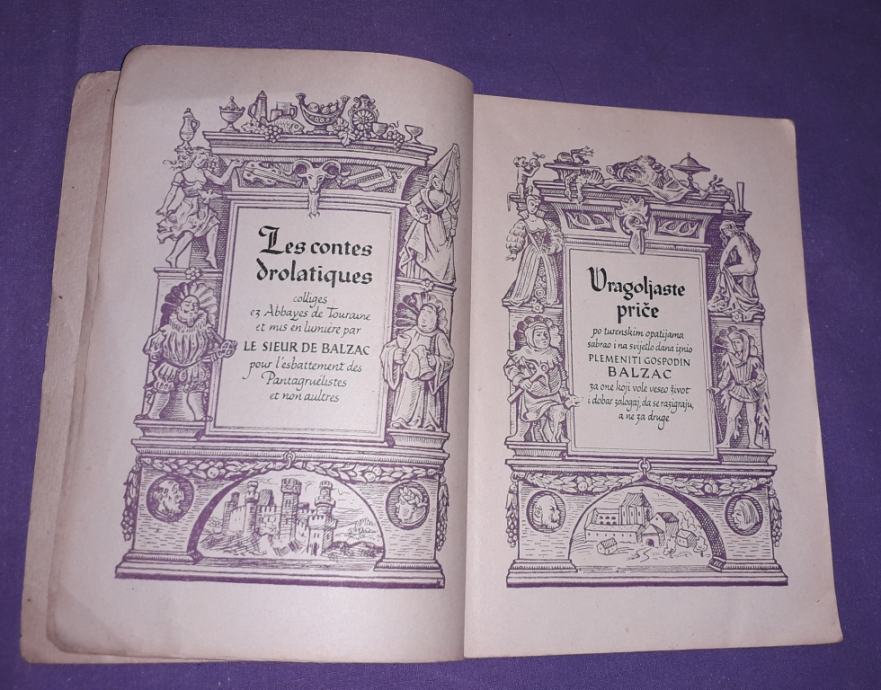 Les contes
drolatiques
colliges
ez Abbayes de Touraine
et mis en lumière par
LE SIEUR DE BALZAC
pour l'esbattement des
Pantagruélistes
et non aultres
Vragoljaste
priče
po turenskim opatijama
sabrao i na svijetlo dana iznio
PLEMENITI GOSPODIN
BALZAC
za one koji vole veseo život
i dobar zalogaj, da se razigraju,
a ne za druge